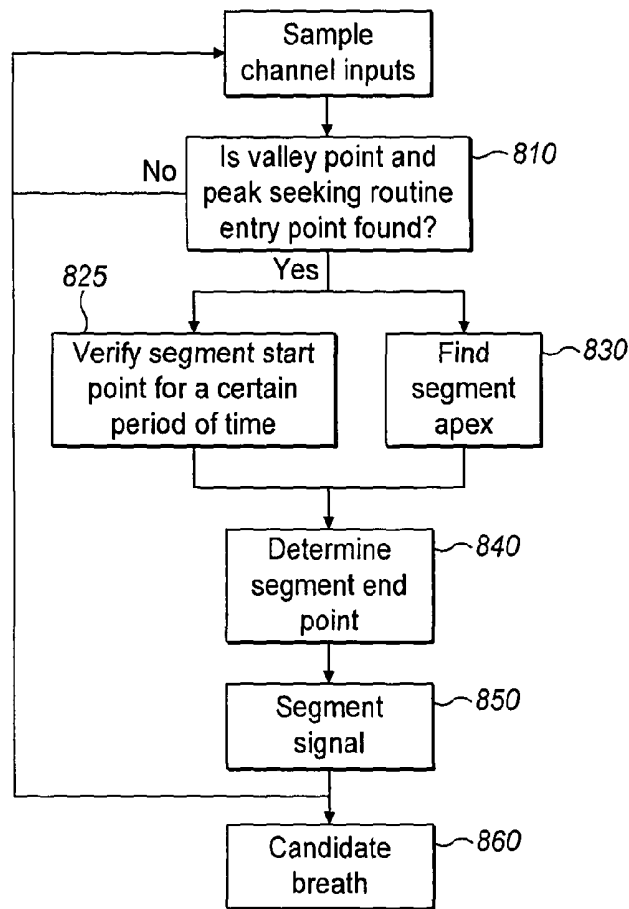 Sample
channel inputs
Is valley point and
peak seeking routine
entry point found?
810
No
Yes
825
Verify segment start
point for a certain
period of time
Find
segment
apex
830
Determine
segment end
point
840
Segment
signal
850
Candidate
breath
860